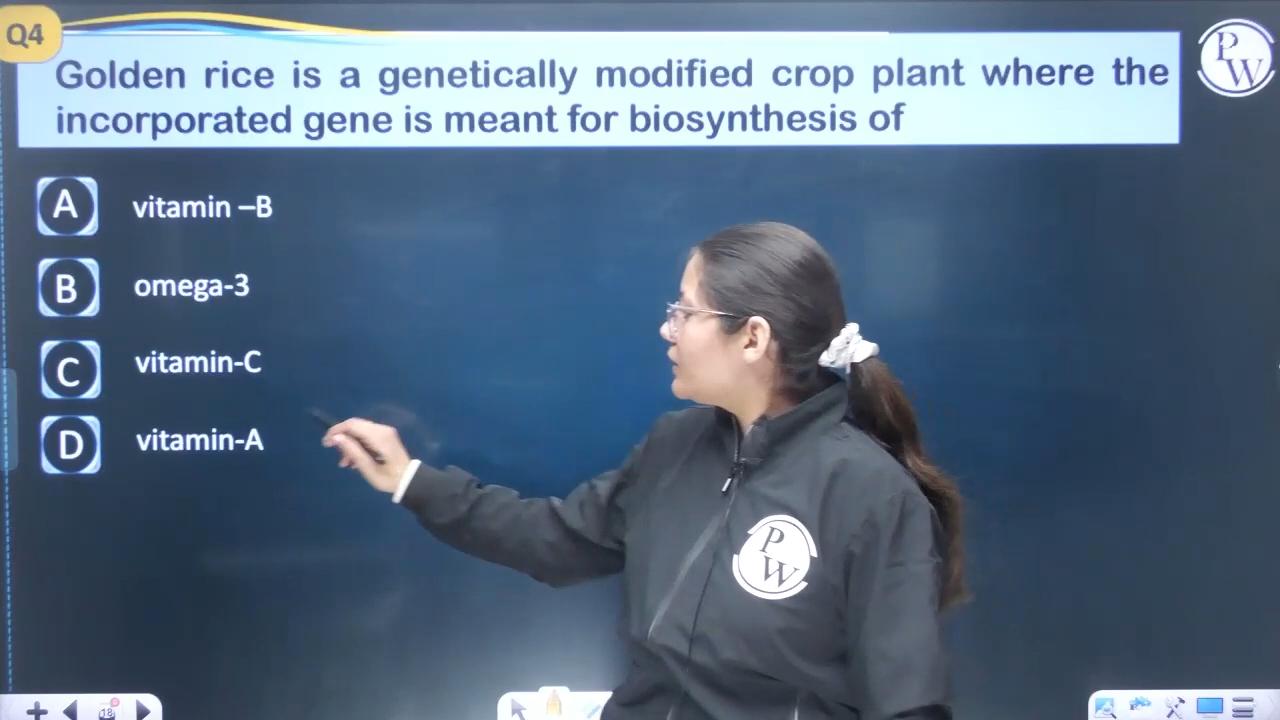 Q4
Golden rice is a genetically modified crop plant where the
incorporated gene is meant for biosynthesis of
A vitamin –B
B omega-3
C vitamin-C
D vitamin-A
PW
PW
18